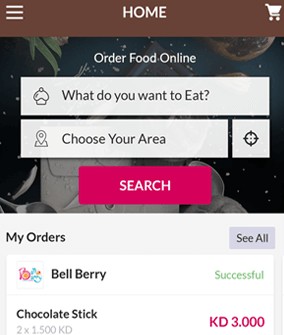 HOME
Order Food Online
What do you want to Eat?
Choose Your Area
SEARCH
My Orders
See All
Bell Berry
Successful
Chocolate Stick
2 x 1.500 KD
KD 3.000